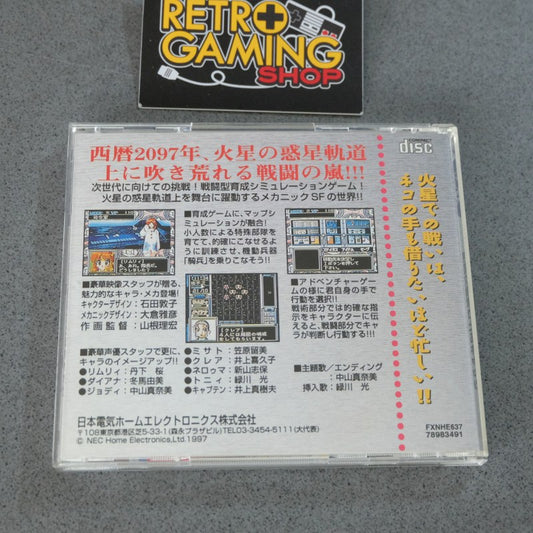 RETRO
GAMING
SHOP
COMPACT
disc
西暦2097年、火星の惑星軌道
上に吹き荒れる戦闘の嵐!!!
次世代に向けての挑戦!戦闘型育成シミュレーションゲーム!
火星の惑星軌道上を舞台に躍動するメカニックSFの世界!!
■育成ゲームに、マップシ
ミュレーションが融合!
小人数による特殊部隊を
育てて、的確にこなせるよう
に訓練させ、機動兵器
「騎兵」を乗りこなそう!!
■豪華映像スタッフが贈る、
魅力的なキャラ・メカ登場!
キャラクターデザイン 石田敦子
メカニックデザイン 大倉雅彦
作画監督 山根理宏
■アドベンチャーゲーム
の様に君自身の手で
行動を選択!!
戦術部分では的確な指
示をキャラクターに伝
えると、戦闘部分でキャラ
が判断し実行する!!!
■豪華声優スタッフで更に、
キャラのイメージアップ!!
●リムリィ:丹下 桜
●ダイアナ:冬馬由美
●ジョディ:中山真奈美
●ミサト:笠原留美
●クレア:井上喜久子
●ネロッマ:新山志保
●トニィ:緑川 光
●キャプテン:井上真樹夫
■主題歌/エンディング
:中山真奈美
挿入歌:緑川 光
日本電気ホームエレクトロニクス株式会社
〒108東京都港区芝5-33-1(森永プラザビル)TEL03-3454-5111(大代表)
© NEC Home Electronics,Ltd.1997
火星での戦いは、
ネコの手も借りたいほど忙しい!!
FXNHE637
78983491